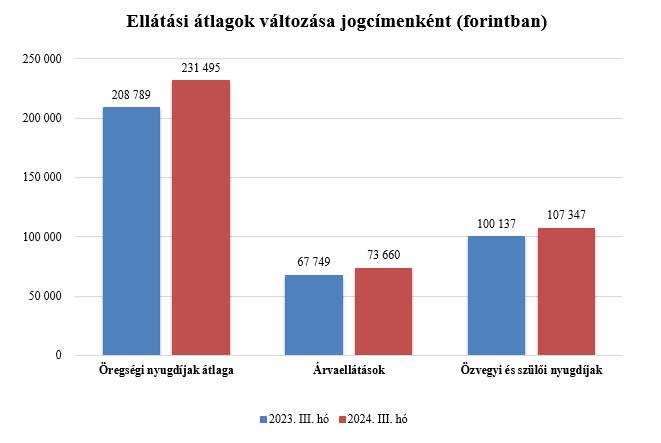 Ellátási átlagok változása jogcímenként (forintban)
250 000
200 000
150 000
100 000
50 000
0
208 789
231 495
67 749
73 660
100 137
107 347
Öregségi nyugdíjak átlaga
Árvaellátások
Özvegyi és szülői nyugdíjak
2023. III. hó
2024. III. hó